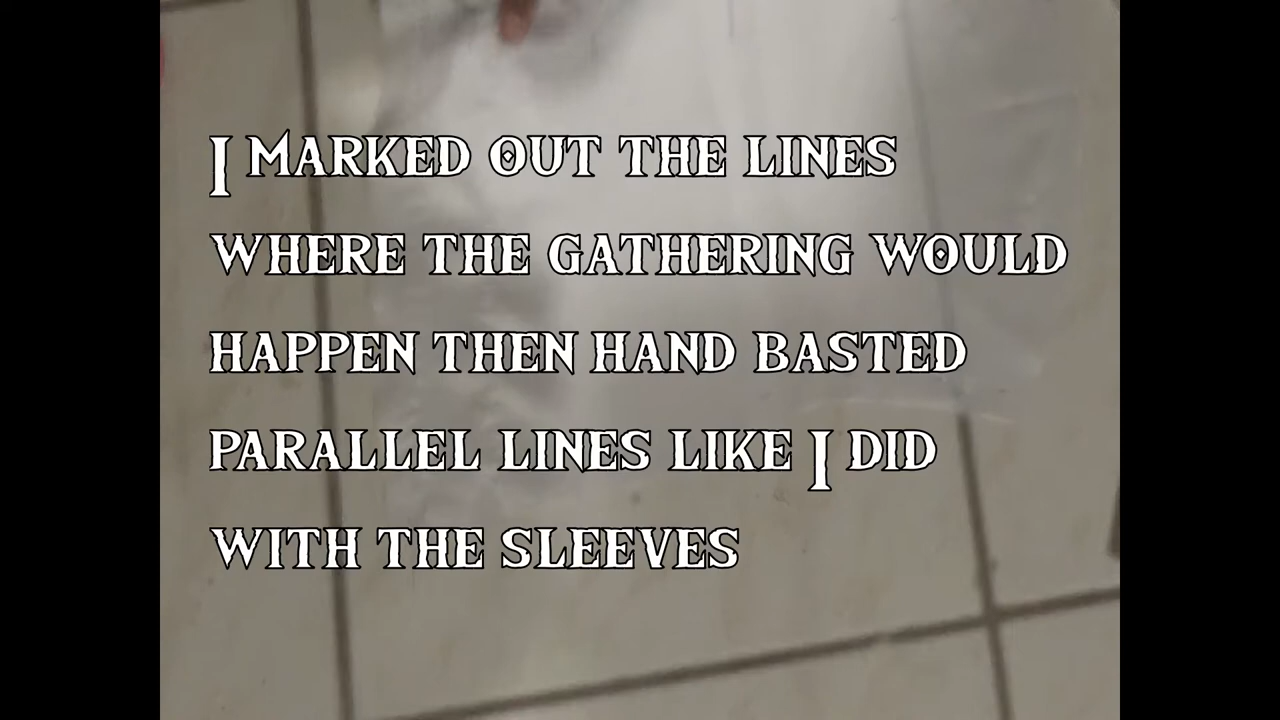 I MARKED OUT THE LINES
WHERE THE GATHERING WOULD
HAPPEN THEN HAND BASTED
PARALLEL LINES LIKE I DID
WITH THE SLEEVES